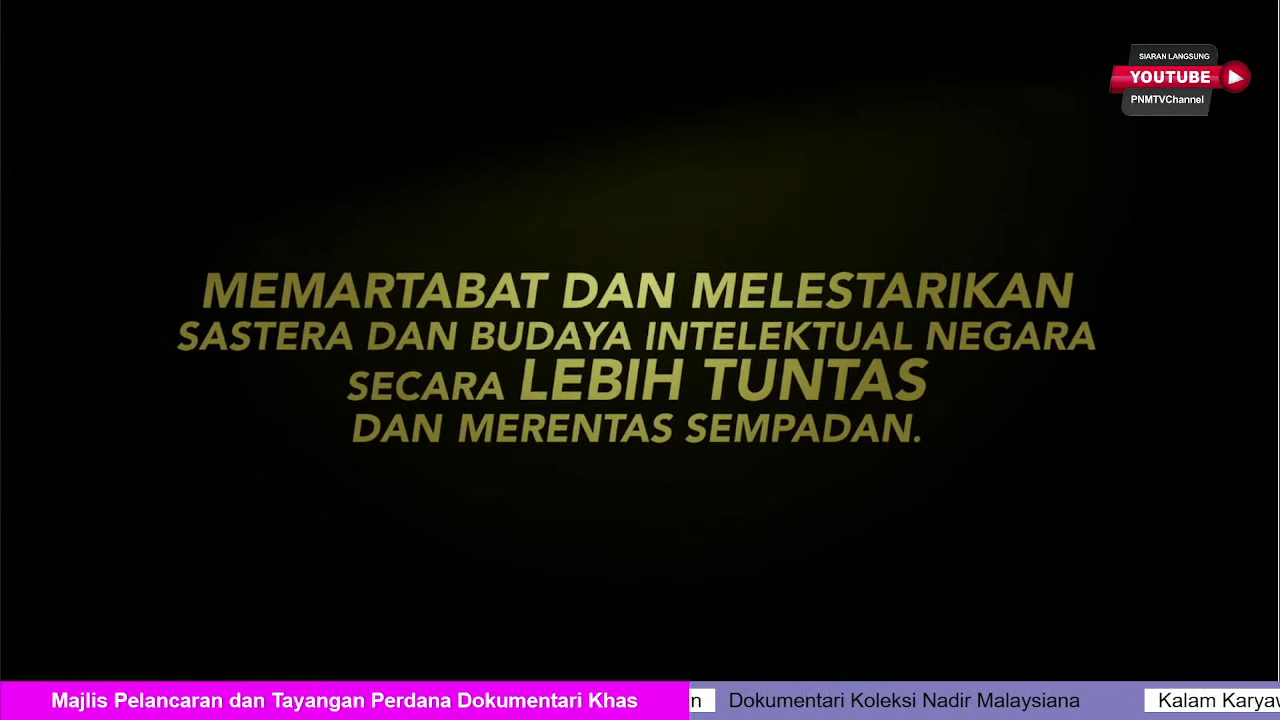 SIARAN LANGSUNG
YOUTUBE
PNMTVChannel
MEMARTABAT DAN MELESTARIKAN
SASTERA DAN BUDAYA INTELEKTUAL NEGARA
SECARA LEBIH TUNTAS
DAN MERENTAS SEMPADAN.
Majlis Pelancaran dan Tayangan Perdana Dokumentari Khas
n Dokumentari Koleksi Nadir Malaysiana Kalam